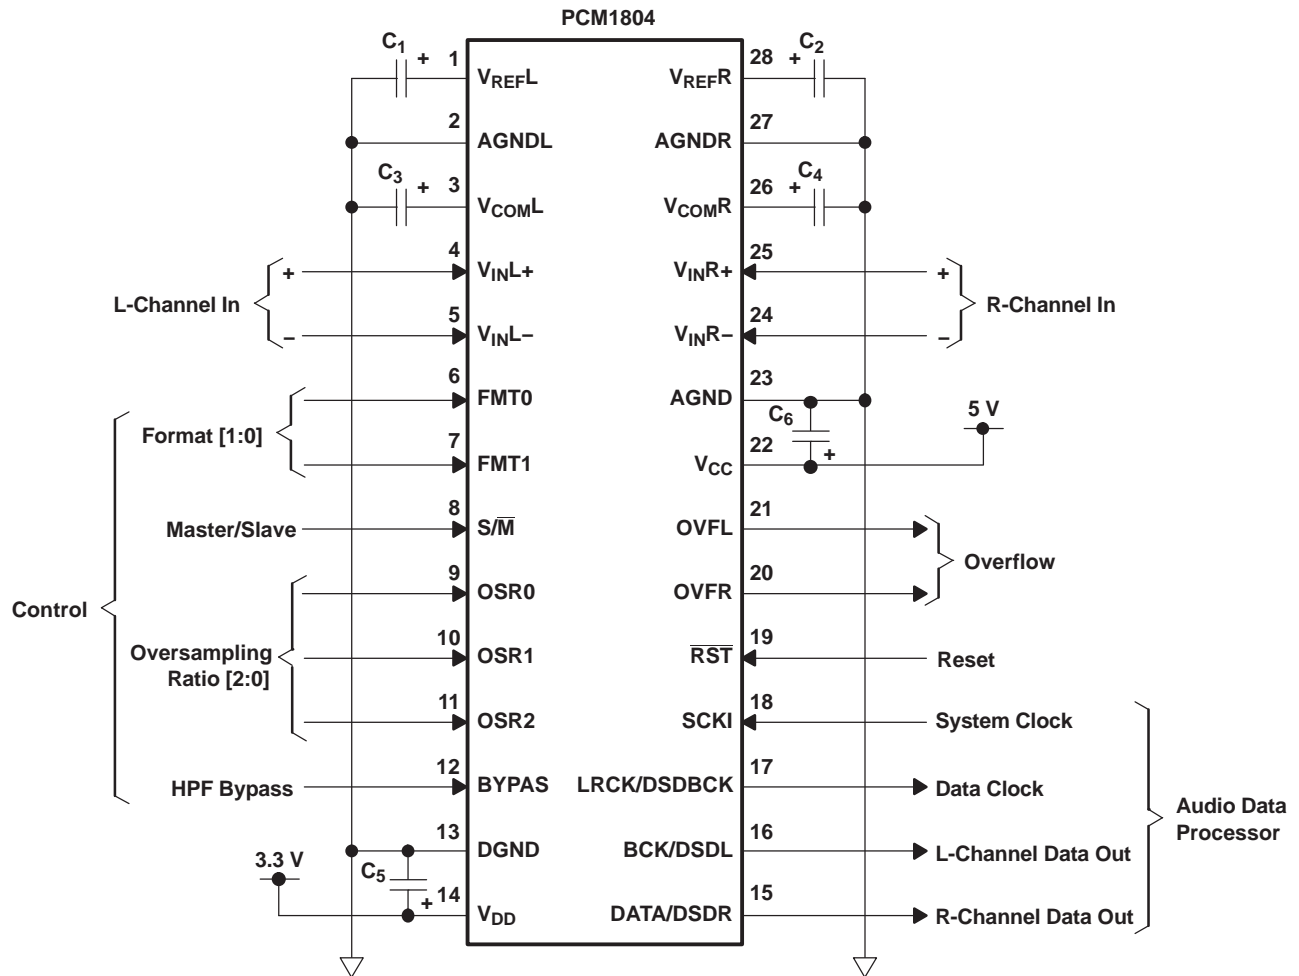 PCM1804
C1 + 1 VREFL
VREFR 28 + C2
2 AGNDL
AGNDR 27
C3 + 3 VCOML
VCOMR 26 + C4
L-Channel In
+ 4 VINL+
– 5 VINL–
VINR+ 25 +
VINR– 24 –
R-Channel In
Control
Format [1:0]
6 FMT0
7 FMT1
AGND 23
C6 +
VCC 22
5 V
Master/Slave 8 S/M̅
OVFL 21
OVFR 20
Overflow
Oversampling
Ratio [2:0]
9 OSR0
10 OSR1
11 OSR2
R̅S̅T̅ 19 Reset
SCKI 18 System Clock
HPF Bypass 12 BYPAS
LRCK/DSDBCK 17 Data Clock
13 DGND
BCK/DSDL 16 L-Channel Data Out
3.3 V
C5 +
14 VDD
DATA/DSDR 15 R-Channel Data Out
Audio Data
Processor